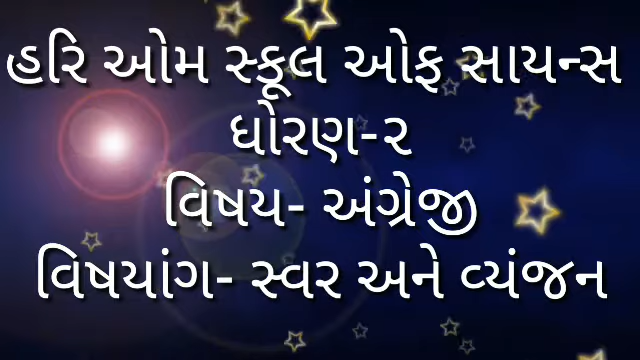 હરિ ઓમ સ્કૂલ ઓફ સાયન્સ
ધોરણ-૨
વિષય- અંગ્રેજી
વિષયાંગ- સ્વર અને વ્યંજન